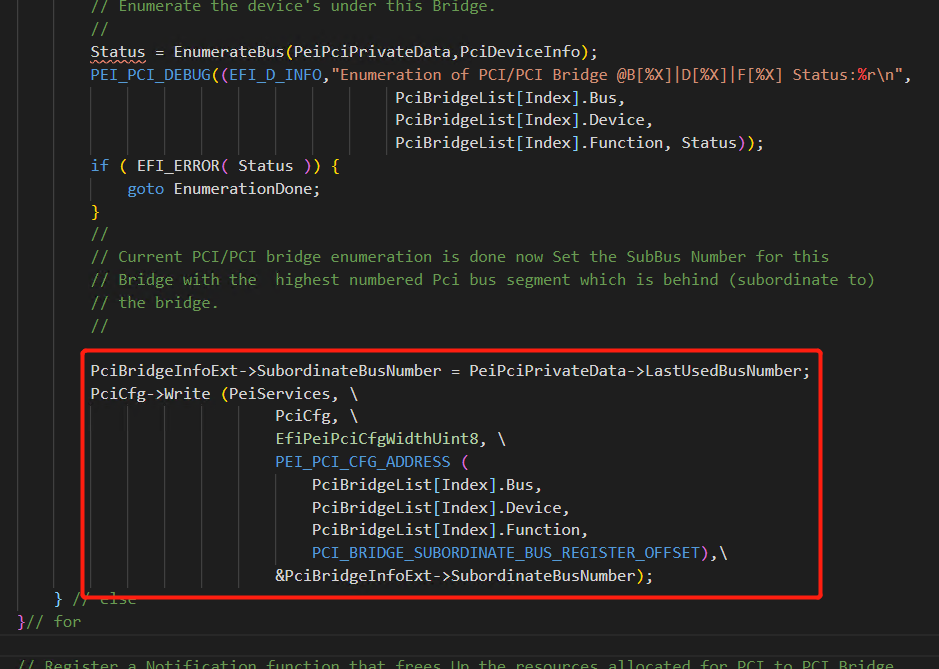 // Enumerate the device's under this Bridge.
//
Status = EnumerateBus(PeiPciPrivateData,PciDeviceInfo);
PEI_PCI_DEBUG((EFI_D_INFO,"Enumeration of PCI/PCI Bridge @B[%X]|D[%X]|F[%X] Status:%r\n",
PciBridgeList[Index].Bus,
PciBridgeList[Index].Device,
PciBridgeList[Index].Function, Status));
if ( EFI_ERROR( Status )) {
goto EnumerationDone;
}
//
// Current PCI/PCI bridge enumeration is done now Set the SubBus Number for this
// Bridge with the  highest numbered Pci bus segment which is behind (subordinate to)
// the bridge.
//
PciBridgeInfoExt->SubordinateBusNumber = PeiPciPrivateData->LastUsedBusNumber;
PciCfg->Write (PeiServices, \
PciCfg, \
EfiPeiPciCfgWidthUint8, \
PEI_PCI_CFG_ADDRESS (
PciBridgeList[Index].Bus,
PciBridgeList[Index].Device,
PciBridgeList[Index].Function,
PCI_BRIDGE_SUBORDINATE_BUS_REGISTER_OFFSET),\
&PciBridgeInfoExt->SubordinateBusNumber);
} // else
}// for
// Register a Notification function that frees Up the resources allocated for PCI to PCI Bridge